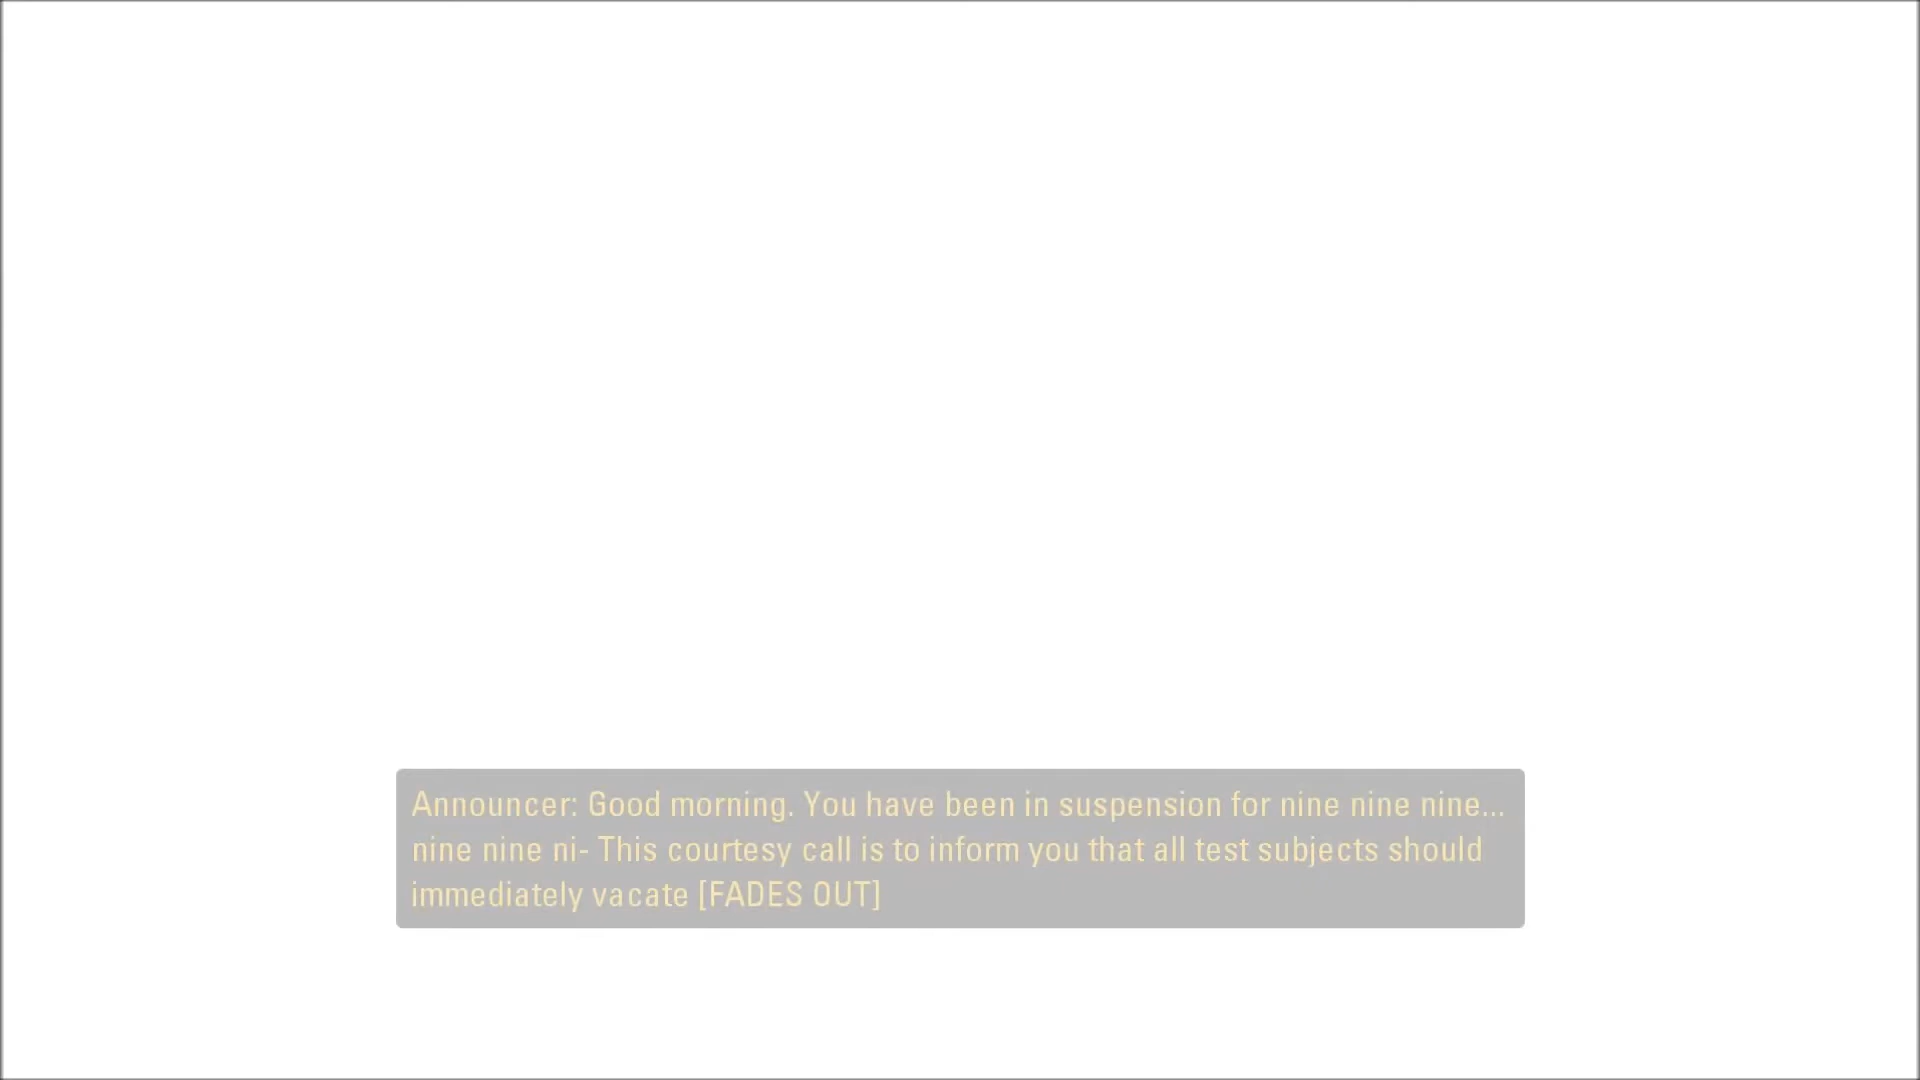 Announcer: Good morning. You have been in suspension for nine nine nine...
nine nine ni- This courtesy call is to inform you that all test subjects should
immediately vacate [FADES OUT]